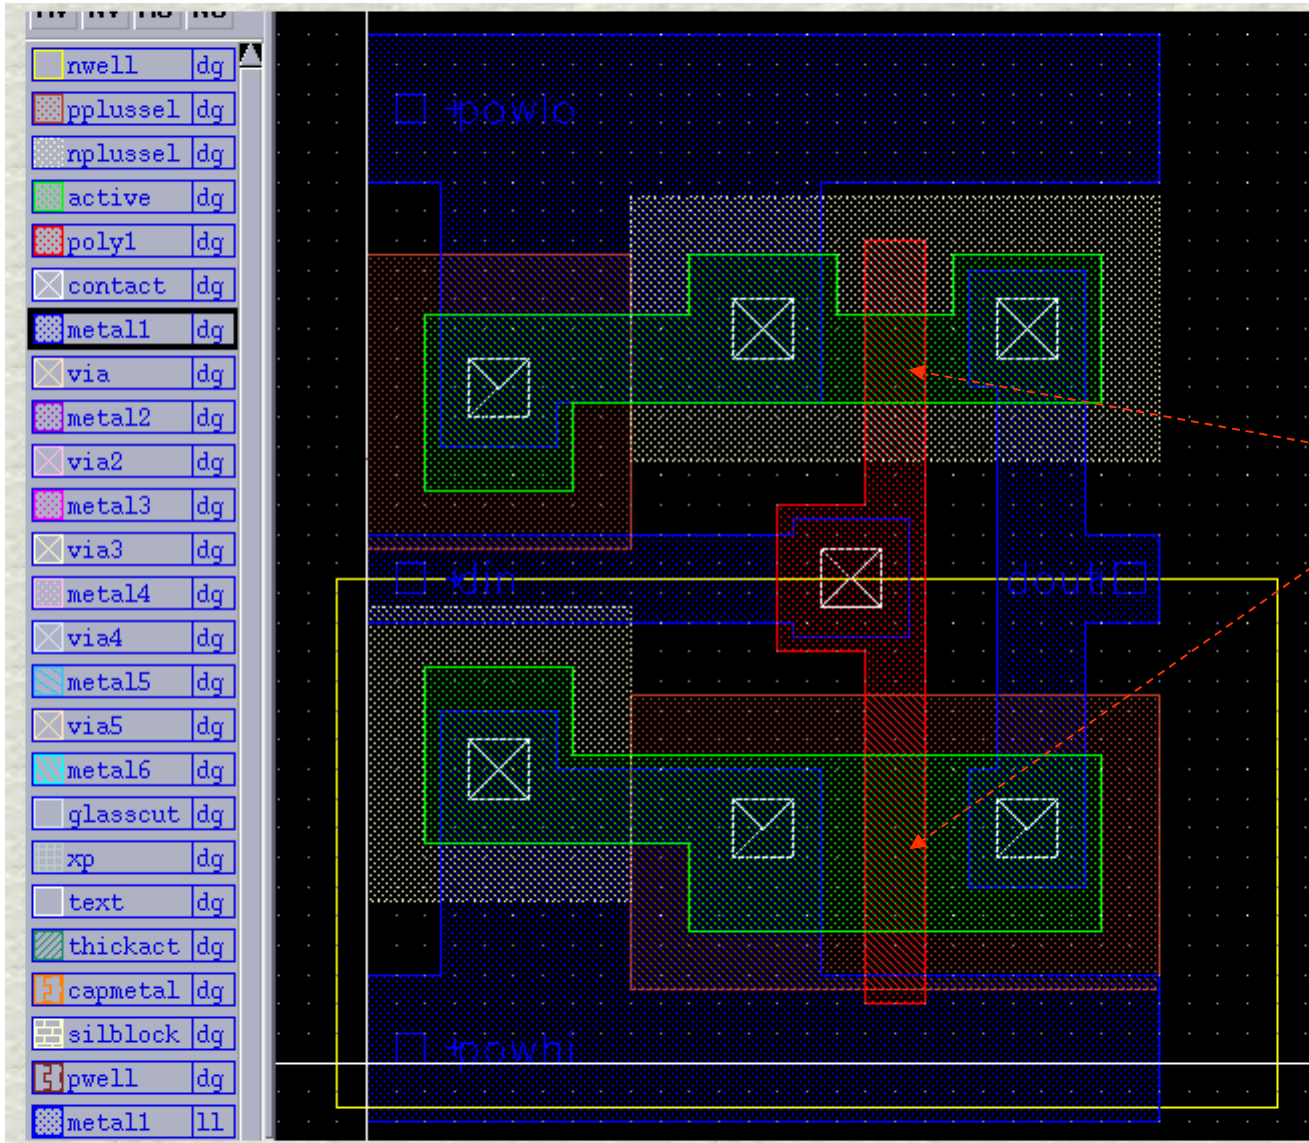 nwell dg
pplussel dg
nplussel dg
active dg
poly1 dg
contact dg
metal1 dg
via dg
metal2 dg
via2 dg
metal3 dg
via3 dg
metal4 dg
via4 dg
metal5 dg
via5 dg
metal6 dg
glasscut dg
xp dg
text dg
thickact dg
capmetal dg
silblock dg
pwell dg
metal1 ll
powlo
din
dout
powhi